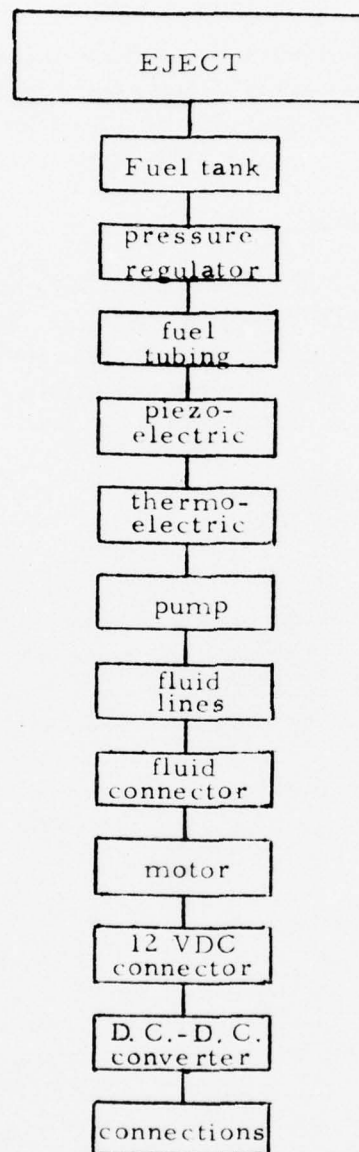 EJECT
Fuel tank
pressure
regulator
fuel
tubing
piezo-
electric
thermo-
electric
pump
fluid
lines
fluid
connector
motor
12 VDC
connector
D. C. - D. C.
converter
connections